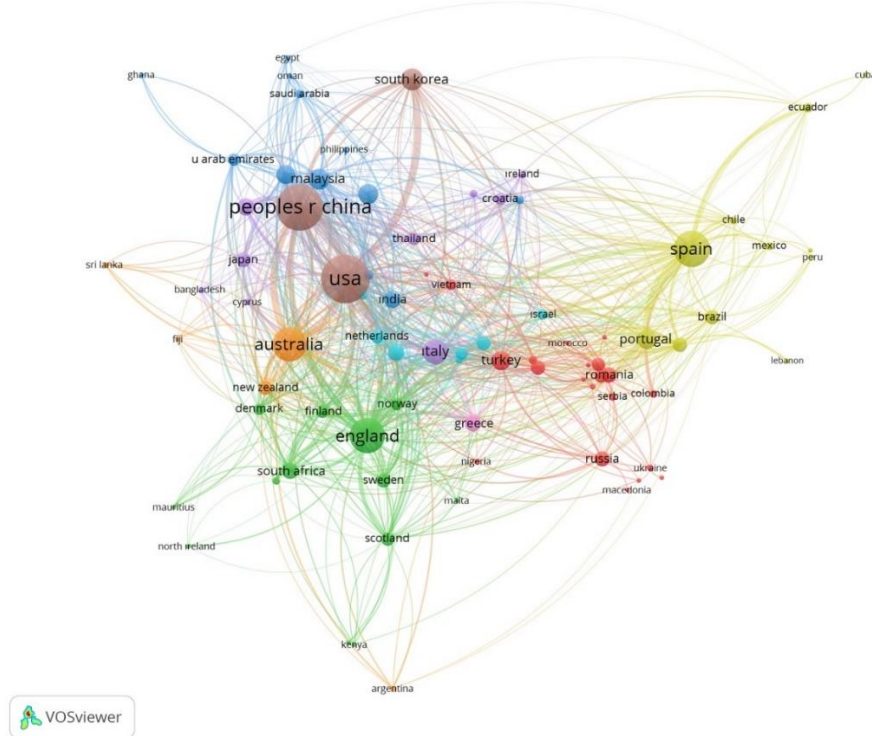 egypt
ghana
oman
south korea
cuba
saudi arabia
ecuador
philippines
u arab emirates
malaysia
ireland
croatia
peoples r china
chile
thailand
spain
mexico
peru
japan
sri lanka
usa
vietnam
bangladesh
india
cyprus
israel
brazil
netherlands
fiji
australia
morocco
portugal
italy
turkey
lebanon
romania
new zealand
norway
serbia
colombia
denmark
finland
greece
england
nigeria
russia
ukraine
south africa
sweden
macedonia
malta
mauritius
scotland
north ireland
kenya
argentina
VOSviewer